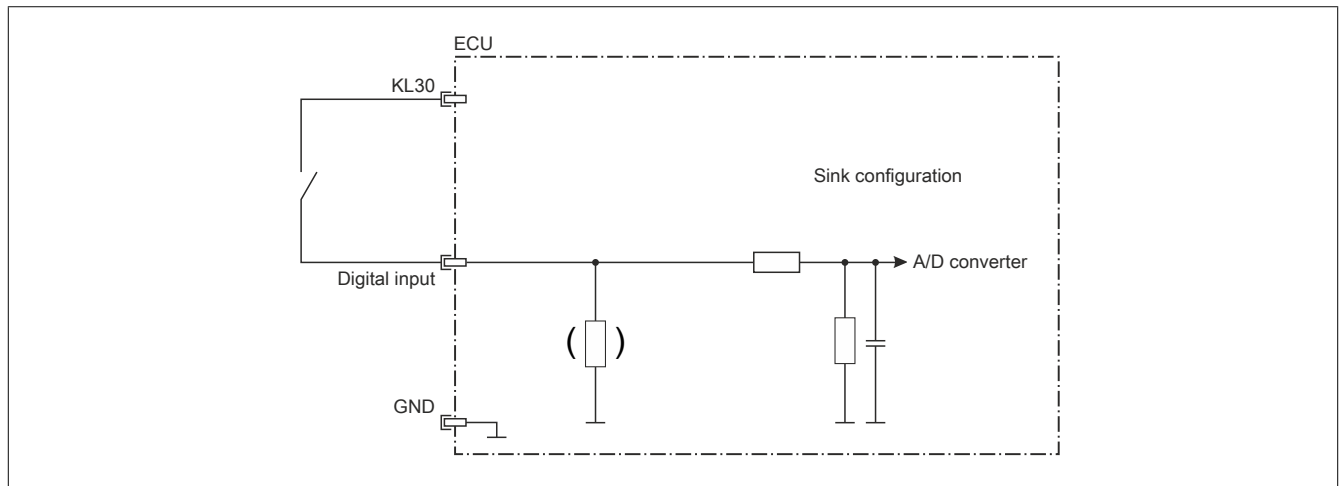 ECU
KL30
Sink configuration
A/D converter
Digital input
( )
GND